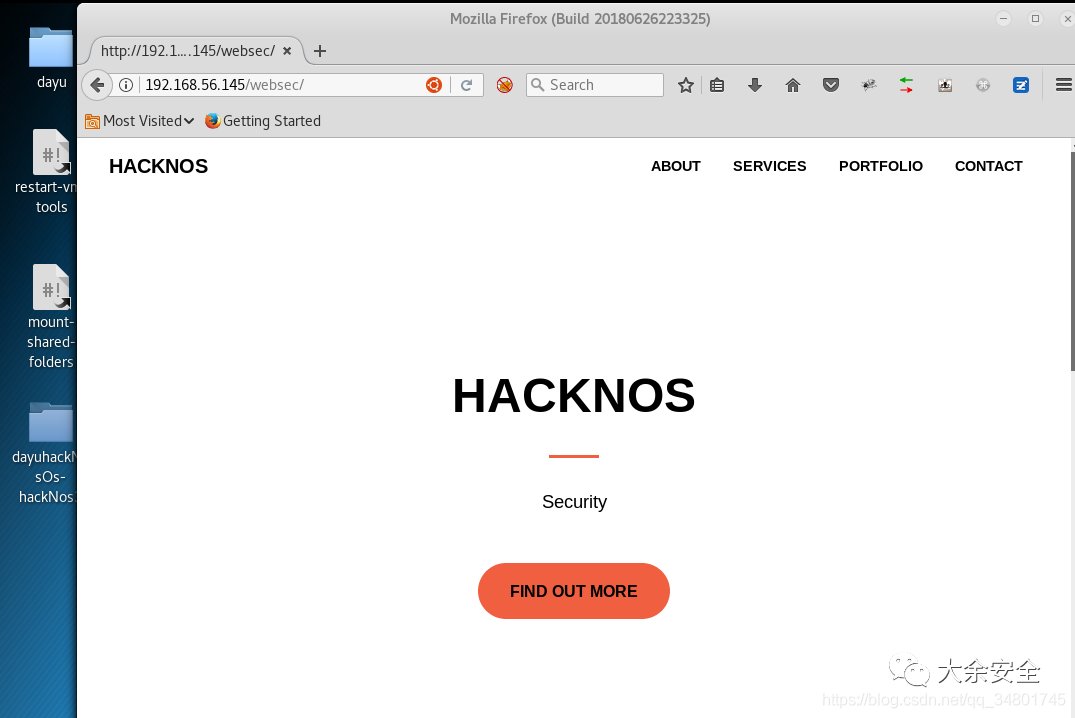 Mozilla Firefox (Build 20180626223325)
http://192.1... .145/websec/
192.168.56.145/websec/
Search
Most Visited
Getting Started
dayu
#!
restart-vm
tools
#!
mount-
shared-
folders
dayuhackN
sOs-
hackNos
HACKNOS
ABOUT
SERVICES
PORTFOLIO
CONTACT
HACKNOS
Security
FIND OUT MORE
大余安全
https://blog.csdn.net/qq_34801745